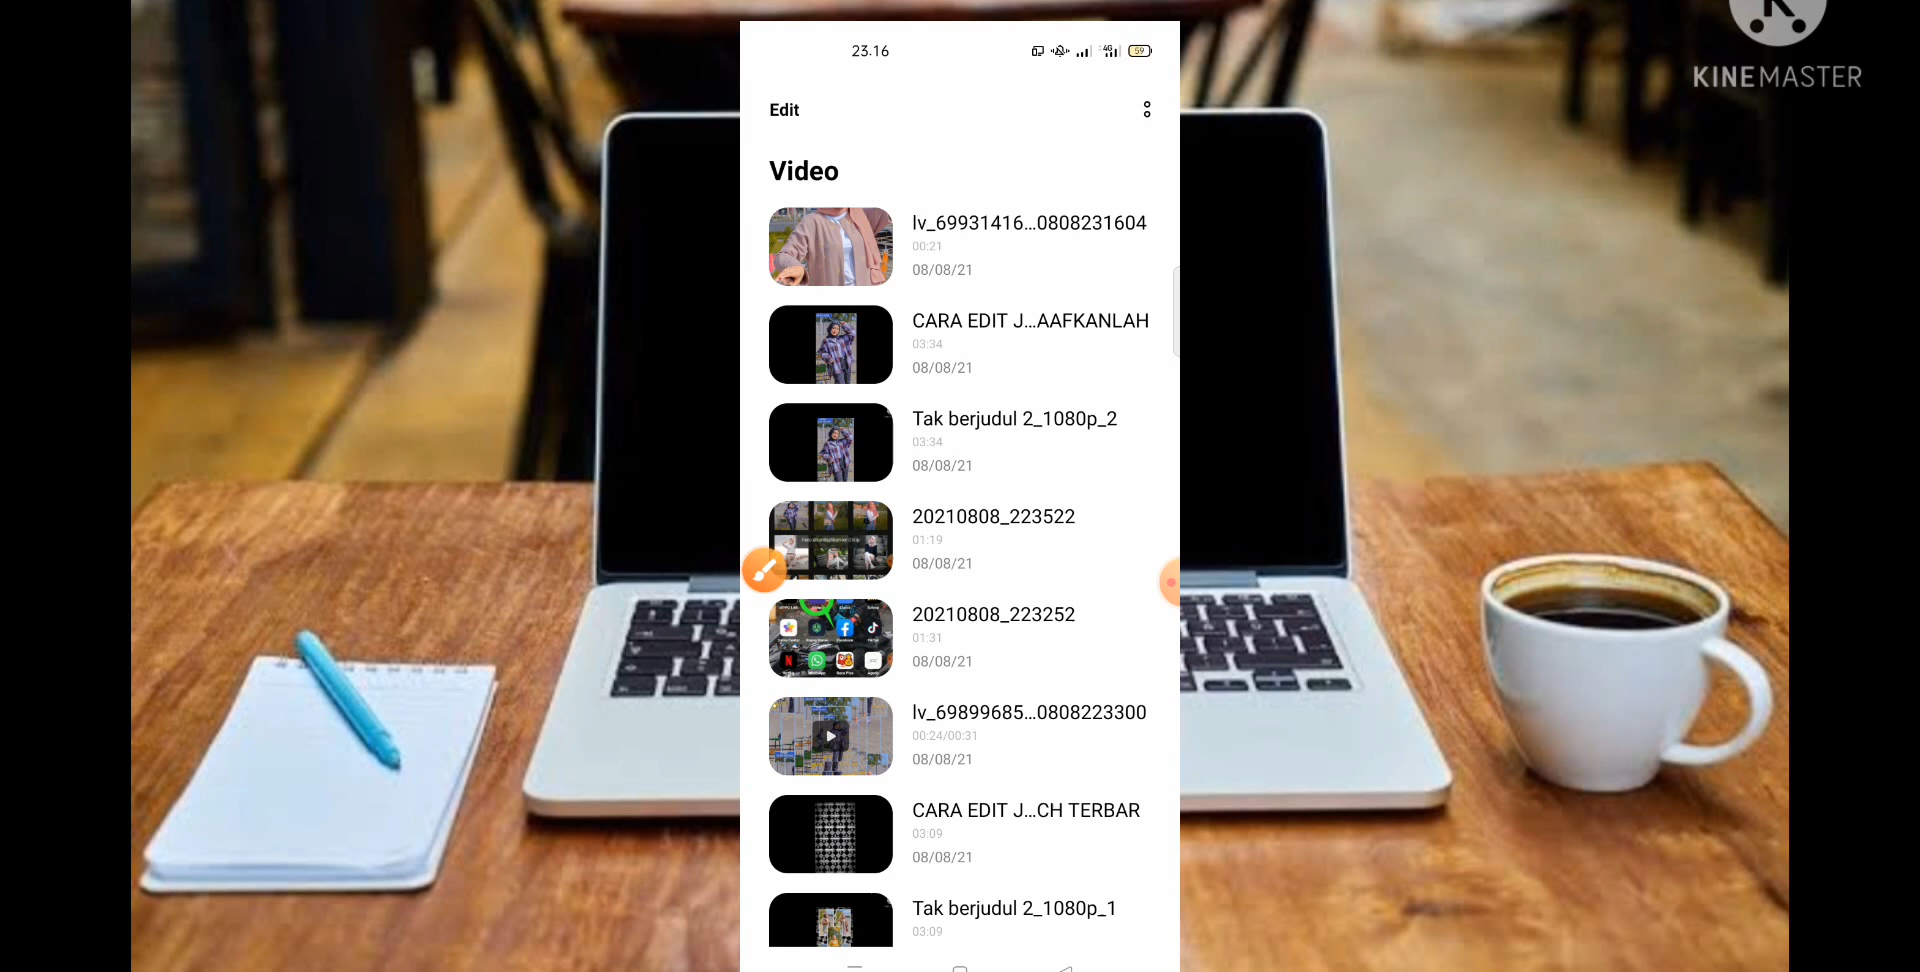 KINEMASTER
23.16
4G
59
Edit
Video
lv_69931416...0808231604
00:21
08/08/21
CARA EDIT J...AAFKANLAH
03:34
08/08/21
Tak berjudul 2_1080p_2
03:34
08/08/21
20210808_223522
01:19
08/08/21
20210808_223252
01:31
08/08/21
lv_69899685...0808223300
00:24/00:31
08/08/21
CARA EDIT J...CH TERBAR
03:09
08/08/21
Tak berjudul 2_1080p_1
03:09